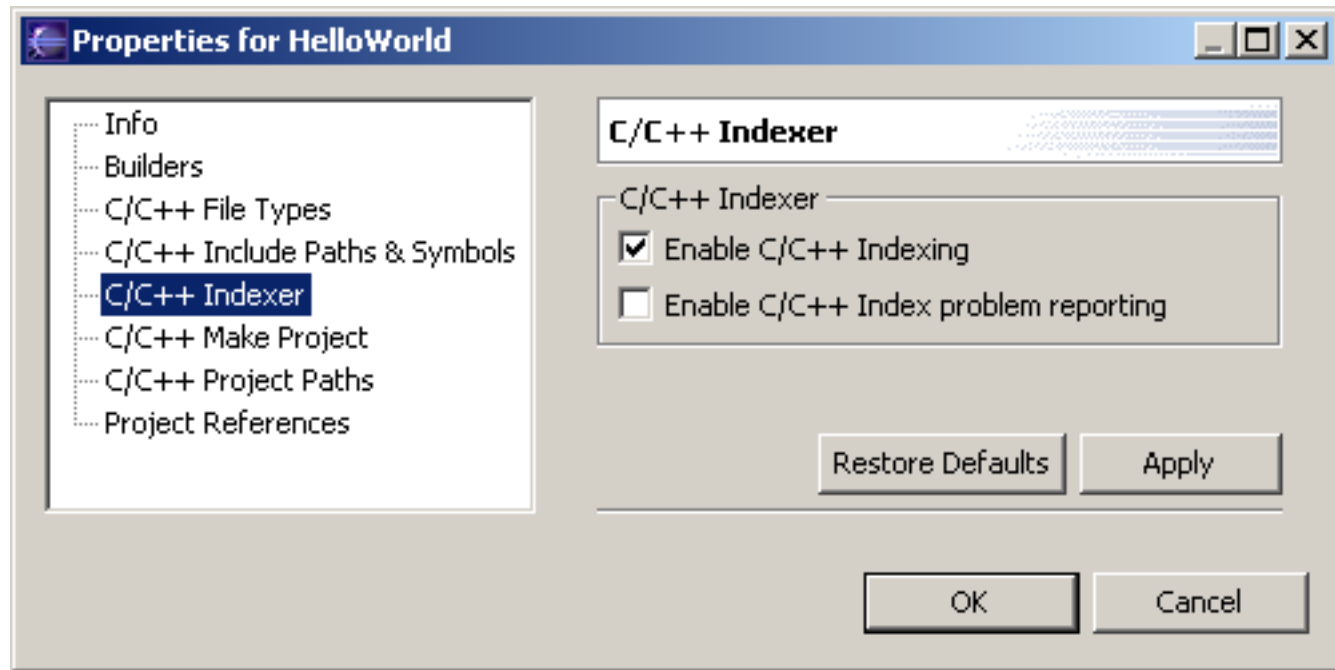 Properties for HelloWorld
Info
Builders
C/C++ File Types
C/C++ Include Paths & Symbols
C/C++ Indexer
C/C++ Make Project
C/C++ Project Paths
Project References
C/C++ Indexer
C/C++ Indexer
Enable C/C++ Indexing
Enable C/C++ Index problem reporting
Restore Defaults Apply
OK Cancel